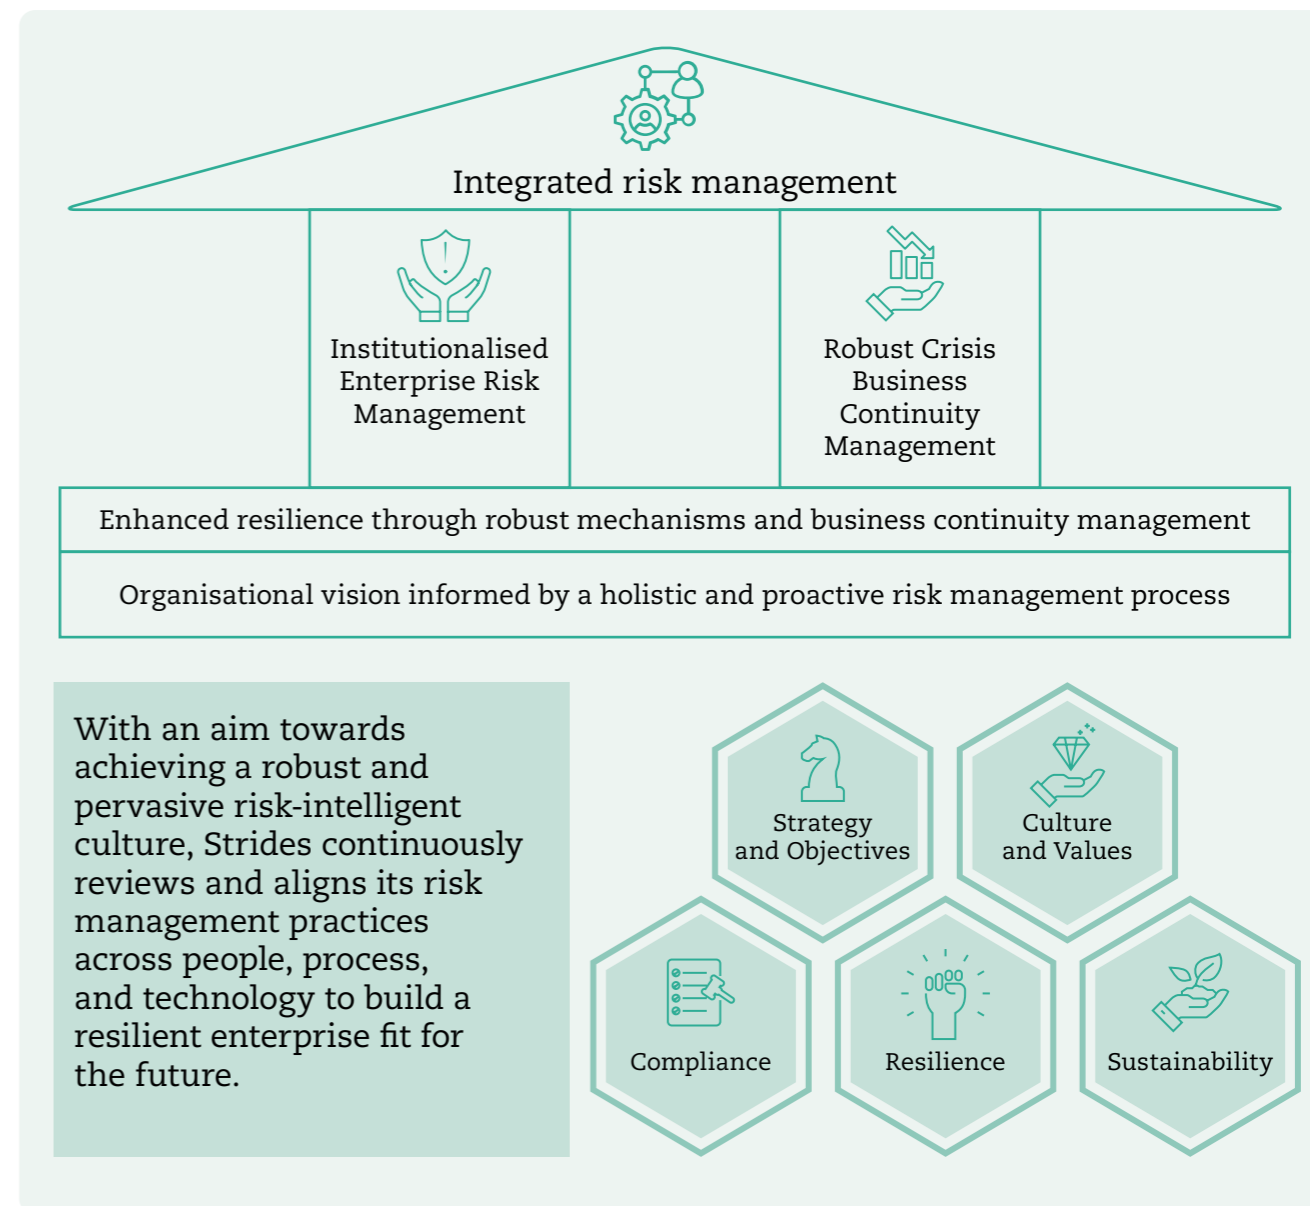 Integrated risk management
Institutionalised
Enterprise Risk
Management
Robust Crisis
Business
Continuity
Management
Enhanced resilience through robust mechanisms and business continuity management
Organisational vision informed by a holistic and proactive risk management process
With an aim towards
achieving a robust and
pervasive risk-intelligent
culture, Strides continuously
reviews and aligns its risk
management practices
across people, process,
and technology to build a
resilient enterprise fit for
the future.
Strategy
and Objectives
Culture
and Values
Compliance
Resilience
Sustainability